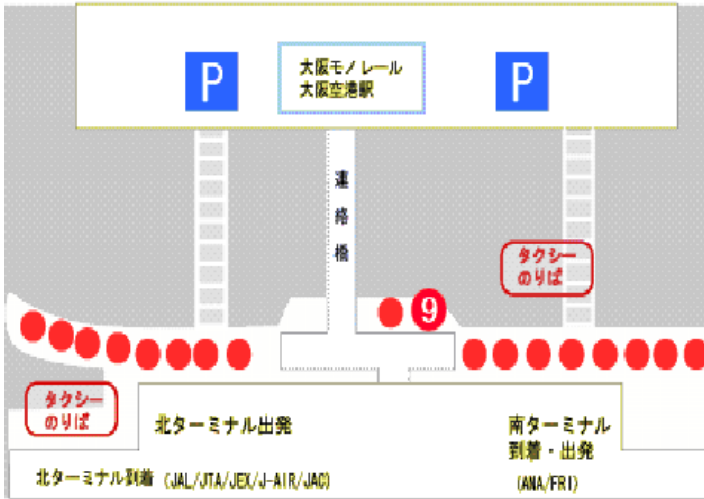 P
大阪モノレール
大阪空港駅
P
連絡橋
タクシー
のりば
9
タクシー
のりば
北ターミナル出発
南ターミナル
到着・出発
北ターミナル到着 (JAL/JTA/JEX/J-AIR/JAC)
(ANA/FRI)